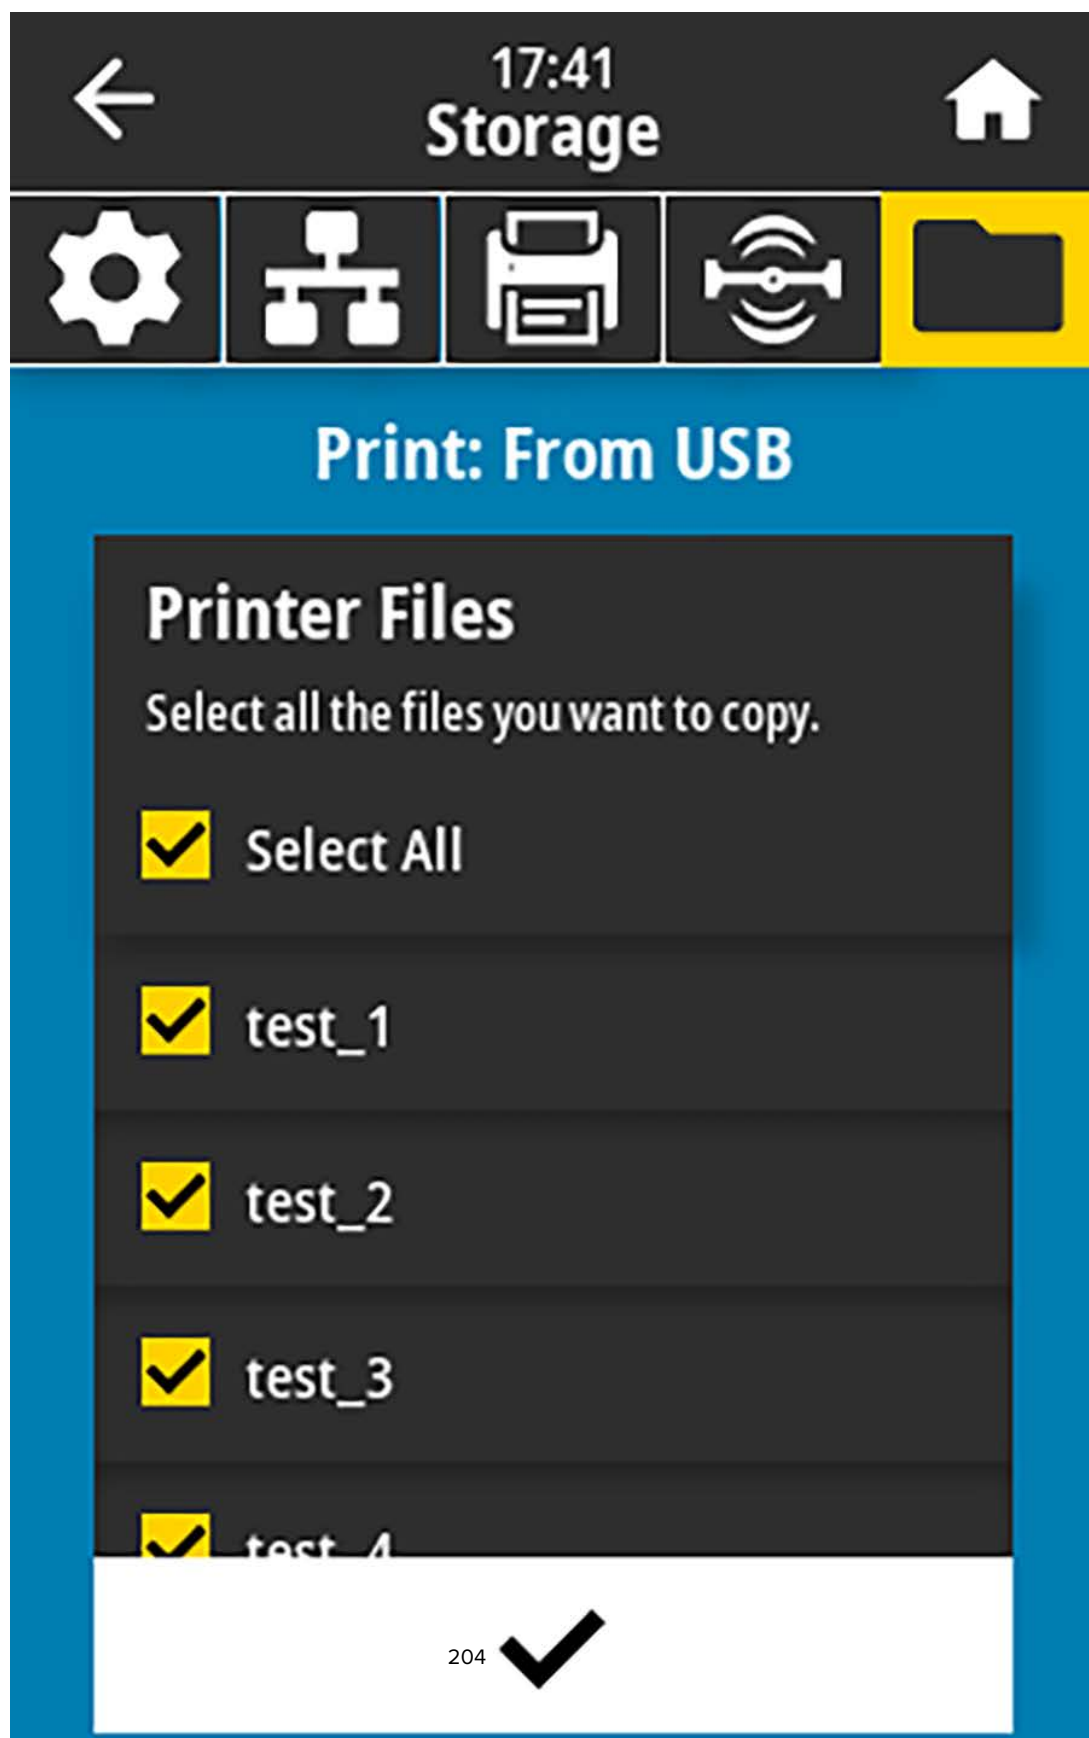 17:41
Storage
Print: From USB
Printer Files
Select all the files you want to copy.
Select All
test_1
test_2
test_3
test_4
204